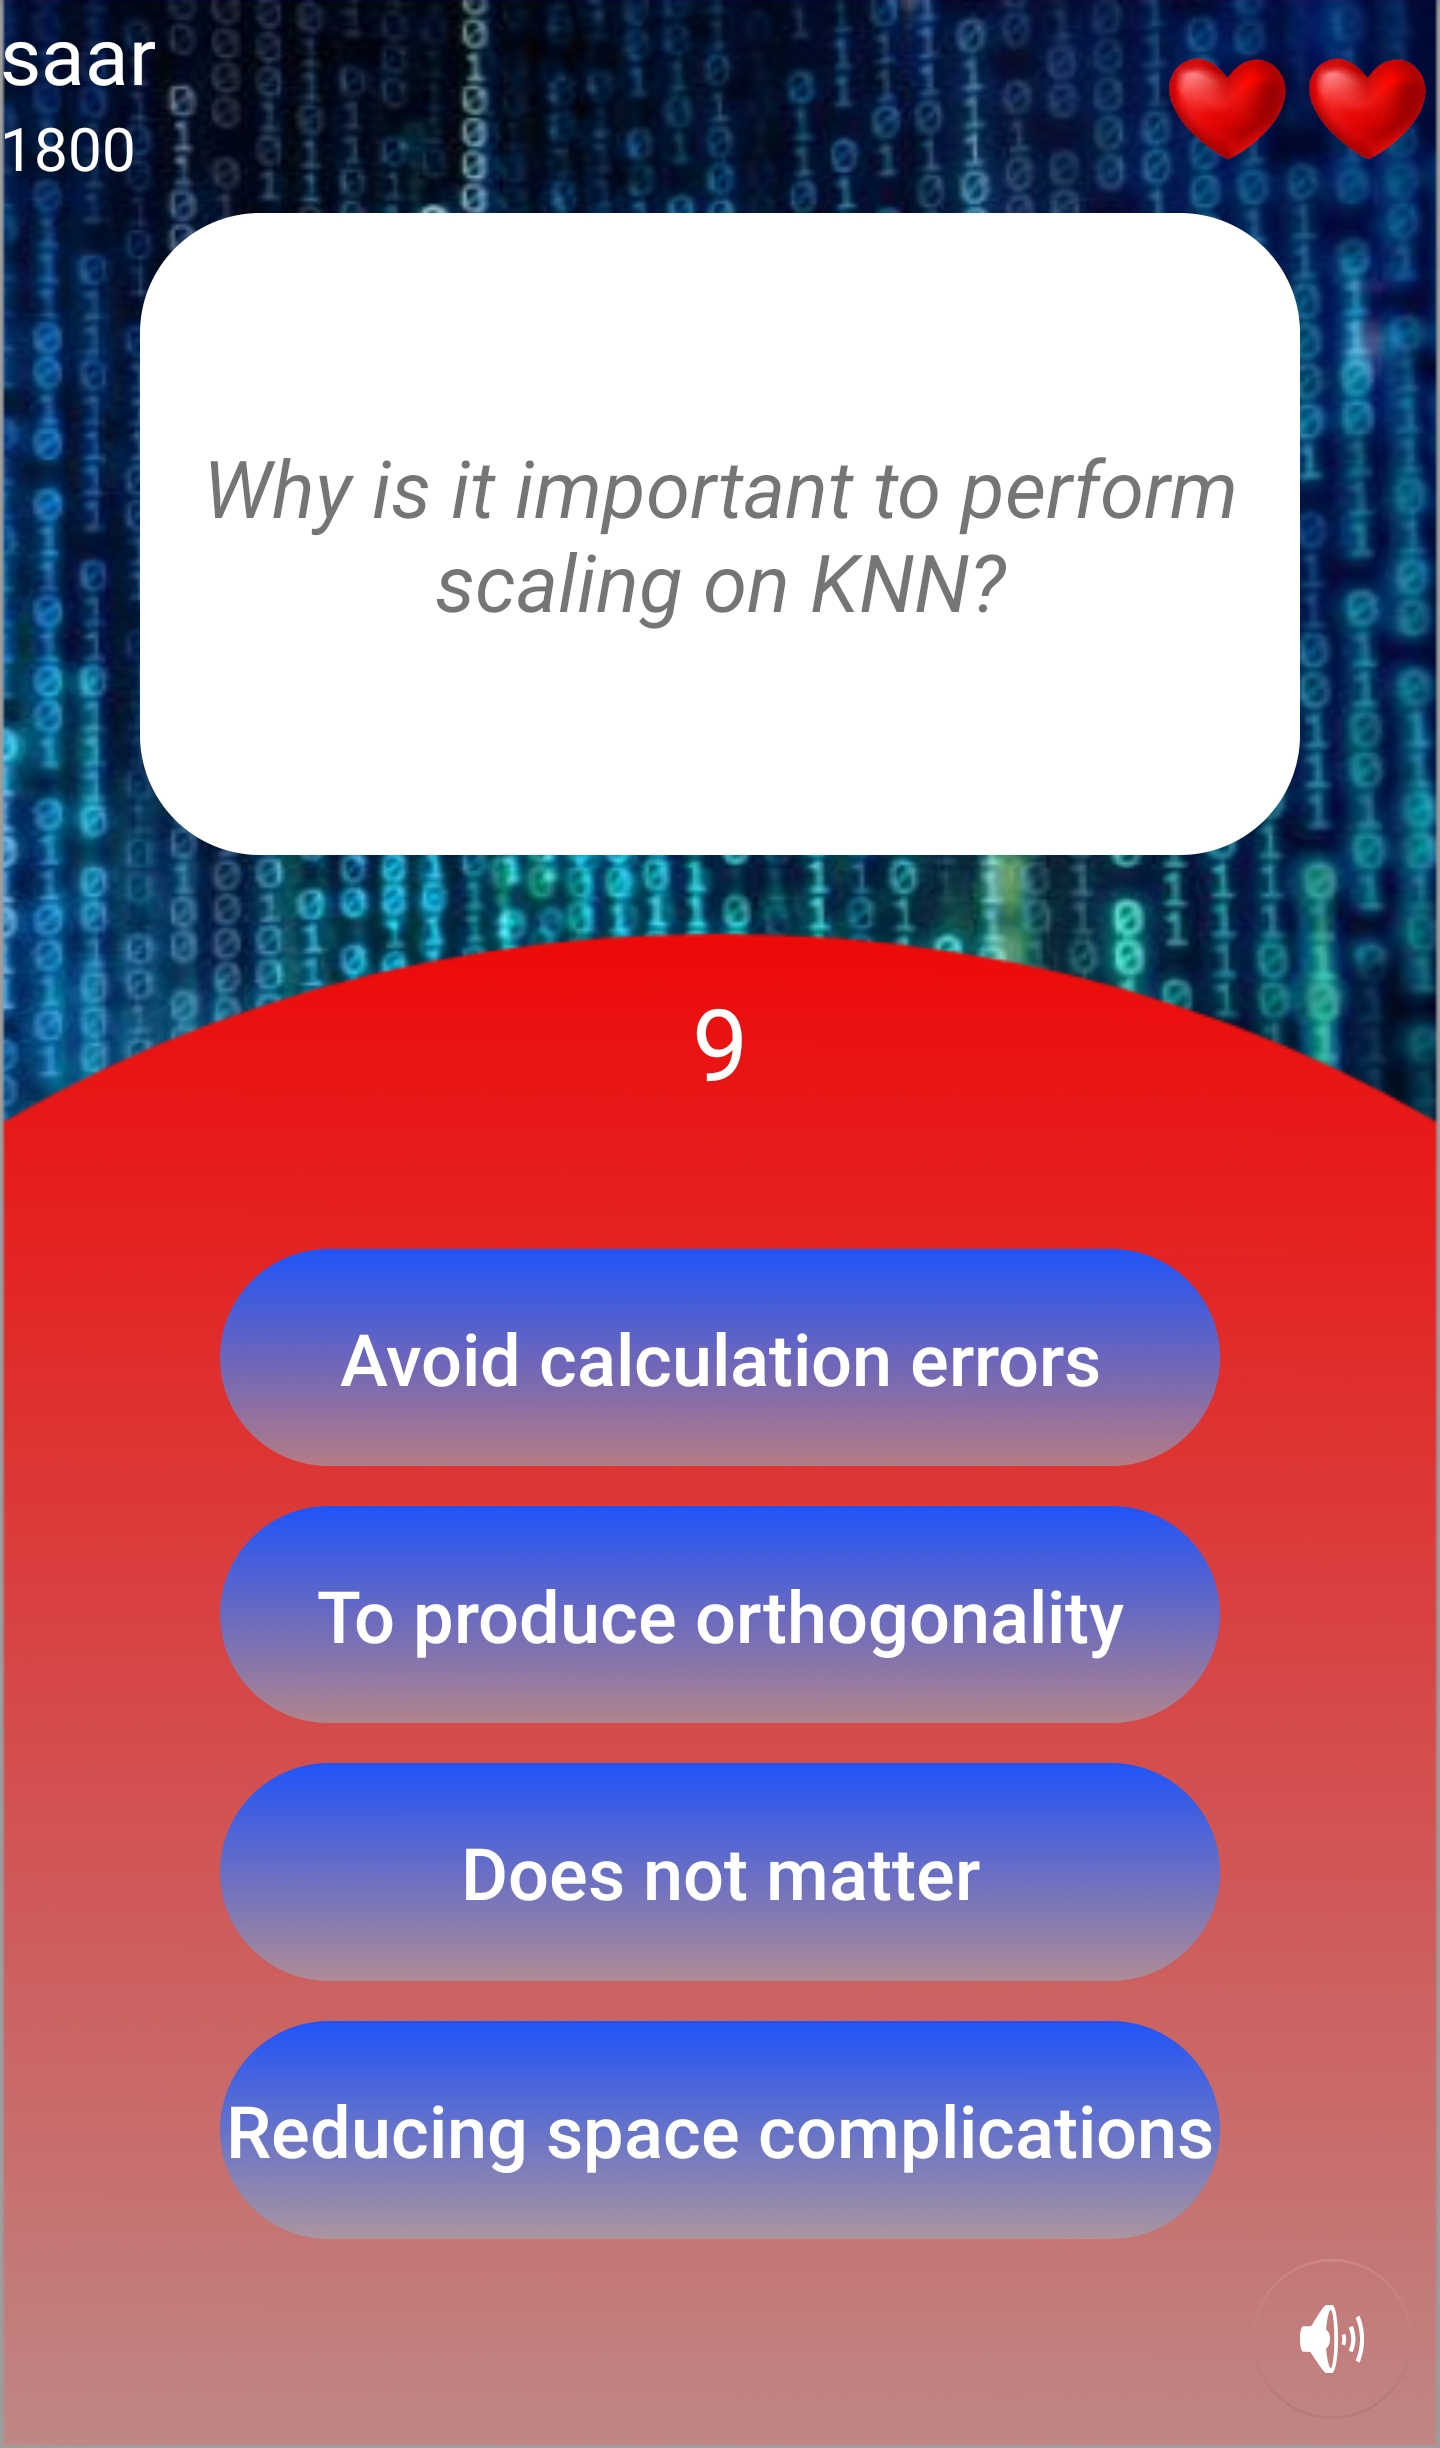 saar
1800
Why is it important to perform
scaling on KNN?
9
Avoid calculation errors
To produce orthogonality
Does not matter
Reducing space complications